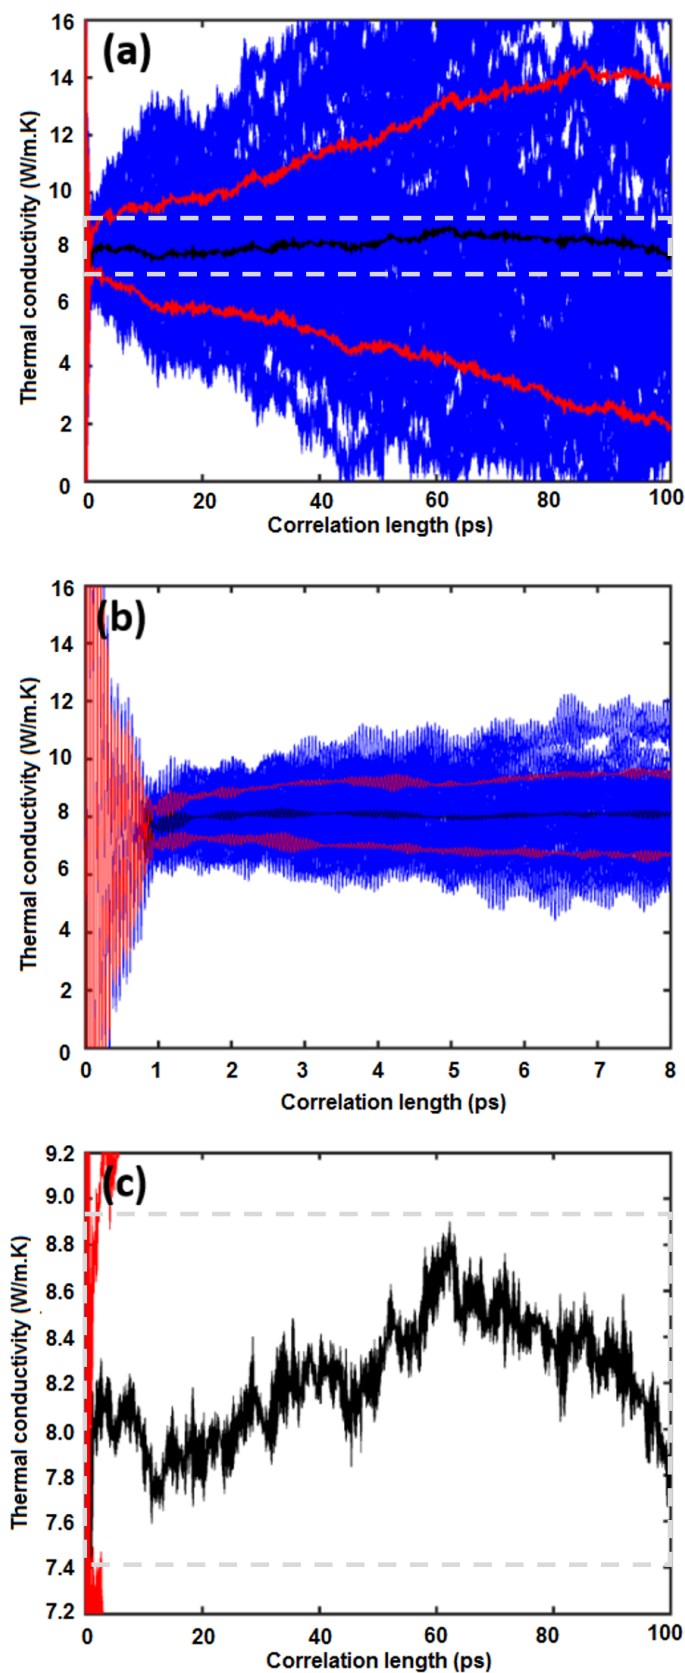 (a)
Thermal conductivity (W/m.K)
16
14
12
10
8
6
4
2
0
0 20 40 60 80 100
Correlation length (ps)
(b)
Thermal conductivity (W/m.K)
16
14
12
10
8
6
4
2
0
0 1 2 3 4 5 6 7 8
Correlation length (ps)
(c)
Thermal conductivity (W/m.K)
9.2
9.0
8.8
8.6
8.4
8.2
8.0
7.8
7.6
7.4
7.2
0 20 40 60 80 100
Correlation length (ps)